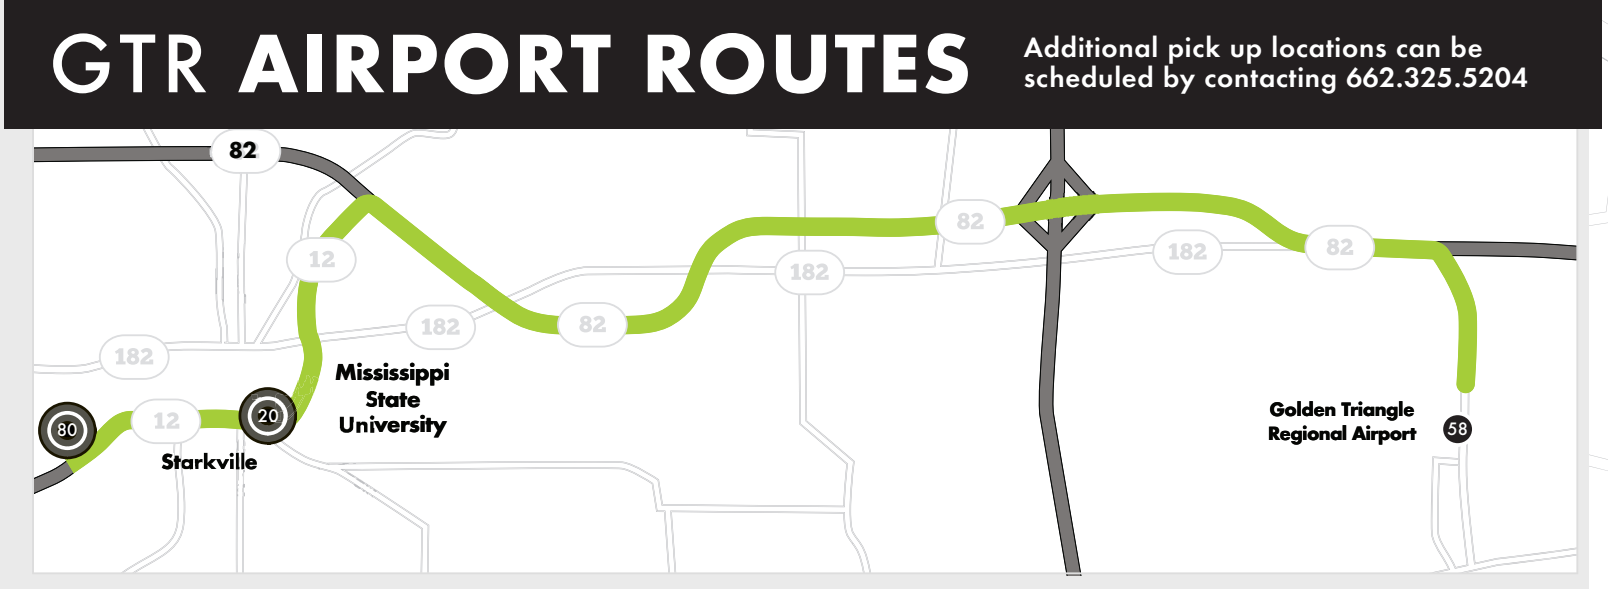 GTR AIRPORT ROUTES
Additional pick up locations can be
scheduled by contacting 662.325.5204
82
82
12
182
82
182
82
182
182
82
Mississippi
State
University
80
12
20
Starkville
Golden Triangle
Regional Airport
58